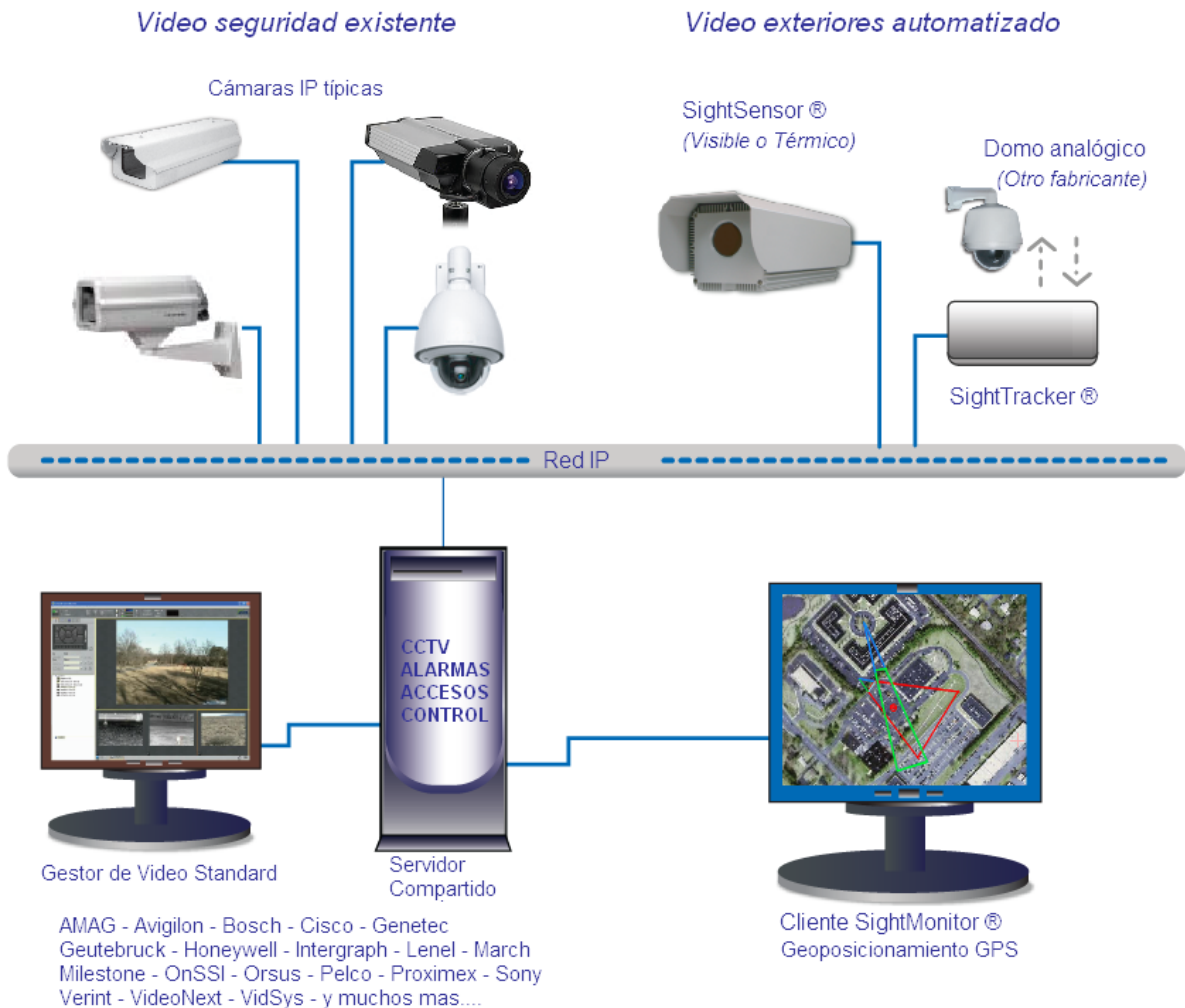 Video seguridad existente
Video exteriores automatizado
Cámaras IP típicas
SightSensor ®
(Visible o Térmico)
Domo analógico
(Otro fabricante)
SightTracker ®
Red IP
CCTV
ALARMAS
ACCESOS
CONTROL
Gestor de Video Standard
Servidor
Compartido
Cliente SightMonitor ®
Geoposicionamiento GPS
AMAG - Avigilon - Bosch - Cisco - Genetec
Geutebruck - Honeywell - Intergraph - Lenel - March
Milestone - OnSSI - Orsus - Pelco - Proximex - Sony
Verint - VideoNext - VidSys - y muchos mas....